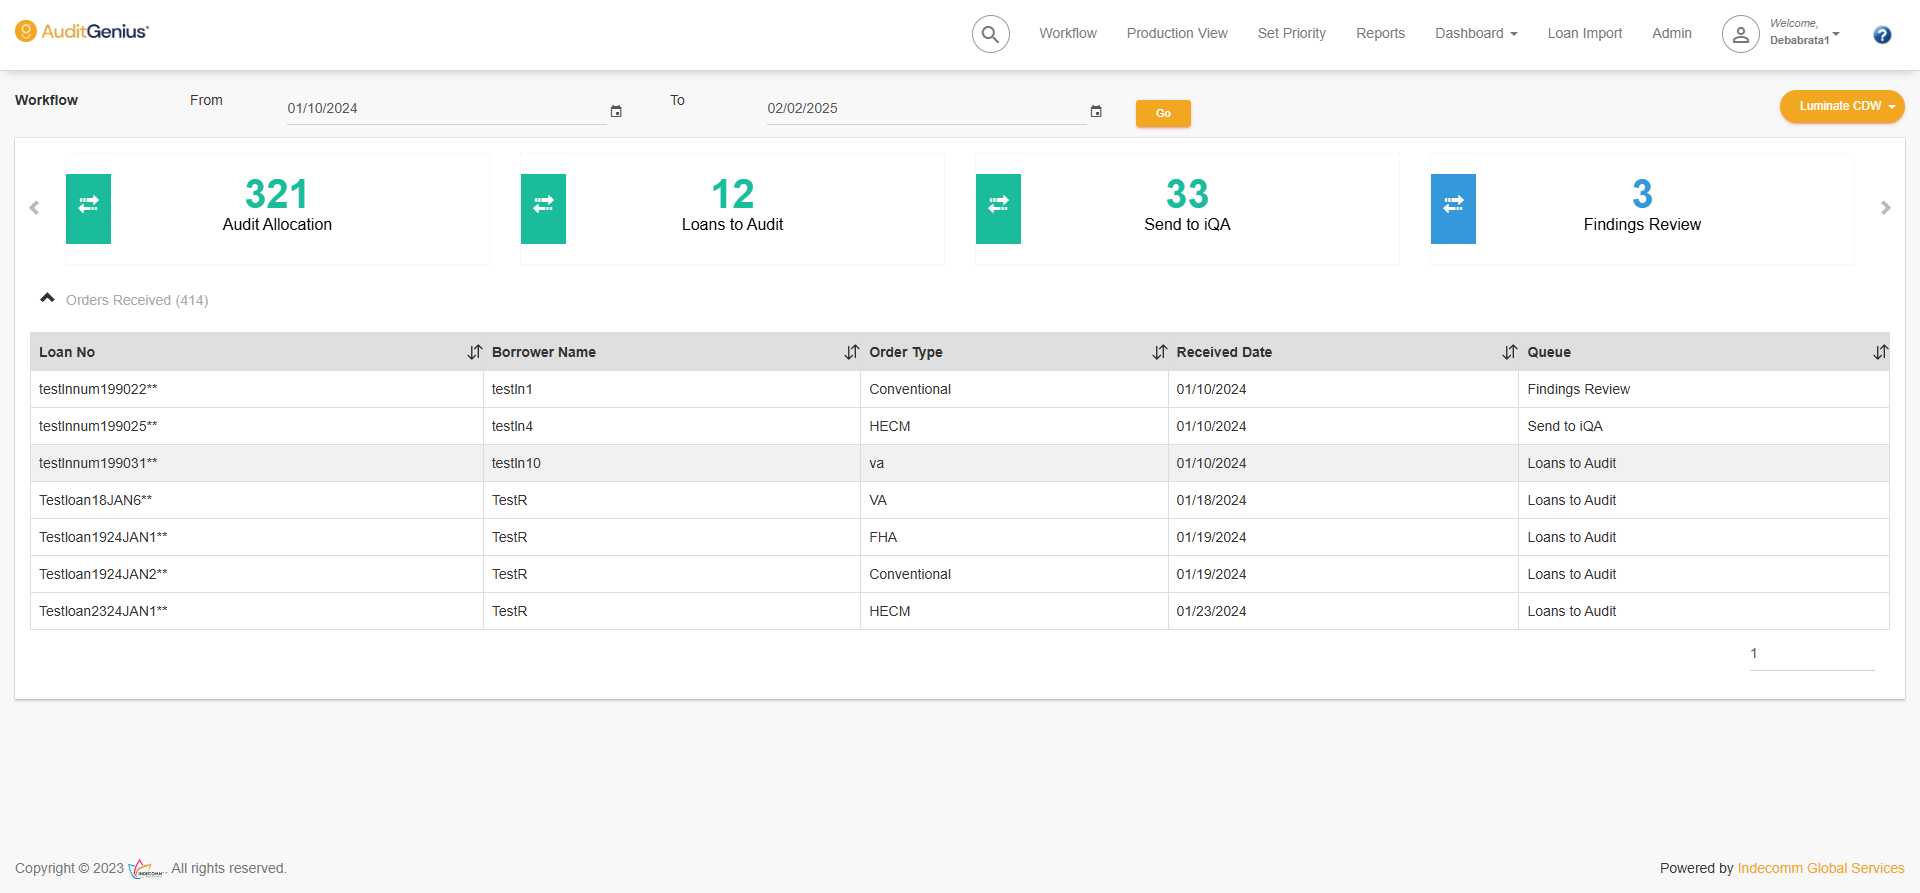 AuditGenius
Workflow
Production View
Set Priority
Reports
Dashboard
Loan Import
Admin
Welcome,
Debabrata1
?
Workflow
From
01/10/2024
To
02/02/2025
Go
Luminate CDW
321
Audit Allocation
12
Loans to Audit
33
Send to iQA
3
Findings Review
Orders Received (414)
Loan No Borrower Name Order Type Received Date Queue
testlnnum199022** testln1 Conventional 01/10/2024 Findings Review
testlnnum199025** testln4 HECM 01/10/2024 Send to iQA
testlnnum199031** testln10 va 01/10/2024 Loans to Audit
Testloan18JAN6** TestR VA 01/18/2024 Loans to Audit
Testloan1924JAN1** TestR FHA 01/19/2024 Loans to Audit
Testloan1924JAN2** TestR Conventional 01/19/2024 Loans to Audit
Testloan2324JAN1** TestR HECM 01/23/2024 Loans to Audit
1
Copyright © 2023 INDECOMM . All rights reserved.
Powered by Indecomm Global Services